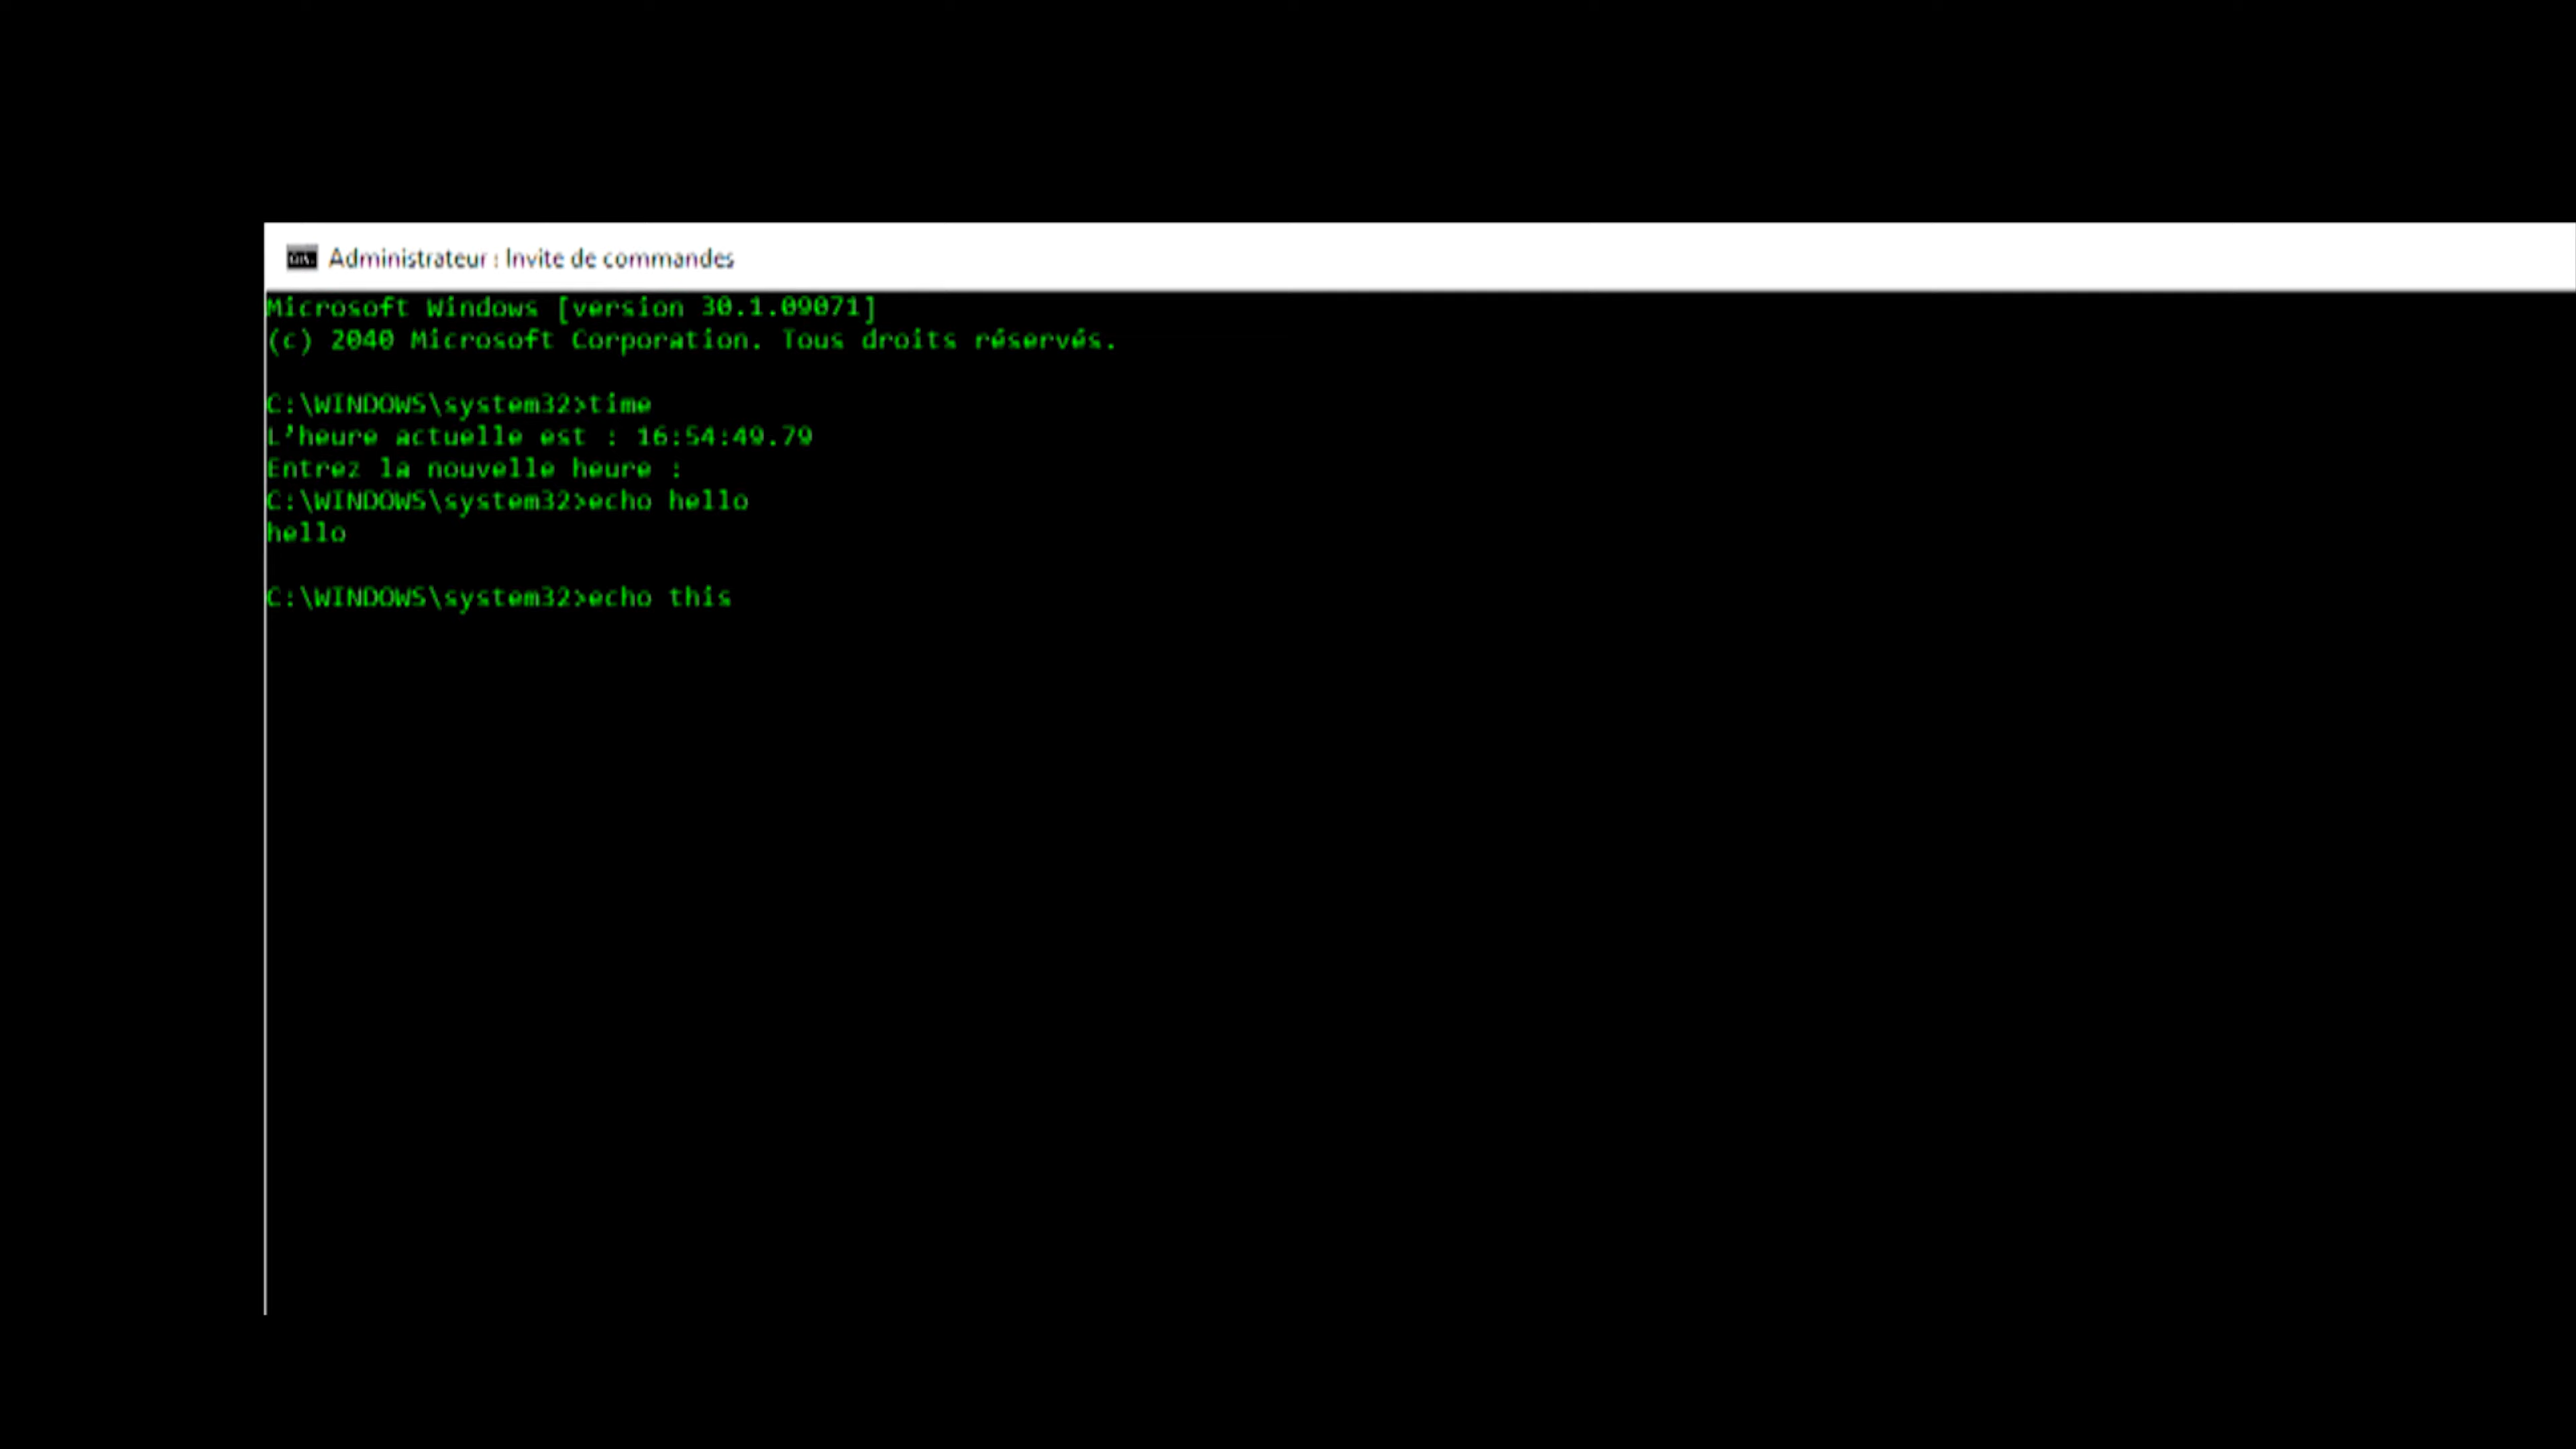 Administrateur : Invite de commandes
Microsoft Windows [version 30.1.09071]
(c) 2040 Microsoft Corporation. Tous droits réservés.
C:\WINDOWS\system32>time
L'heure actuelle est : 16:54:49.79
Entrez la nouvelle heure :
C:\WINDOWS\system32>echo hello
hello
C:\WINDOWS\system32>echo this